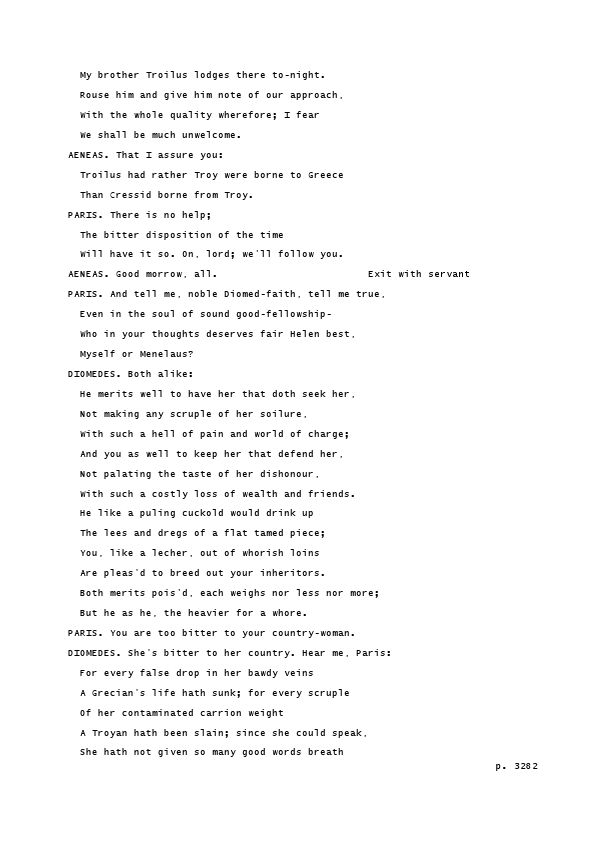 My brother Troilus lodges there to-night.
Rouse him and give him note of our approach,
With the whole quality wherefore; I fear
We shall be much unwelcome.
AENEAS. That I assure you:
Troilus had rather Troy were borne to Greece
Than Cressid borne from Troy.
PARIS. There is no help;
The bitter disposition of the time
Will have it so. On, lord; we'll follow you.
AENEAS. Good morrow, all. Exit with servant
PARIS. And tell me, noble Diomed-faith, tell me true,
Even in the soul of sound good-fellowship-
Who in your thoughts deserves fair Helen best,
Myself or Menelaus?
DIOMEDES. Both alike:
He merits well to have her that doth seek her,
Not making any scruple of her soilure,
With such a hell of pain and world of charge;
And you as well to keep her that defend her,
Not palating the taste of her dishonour,
With such a costly loss of wealth and friends.
He like a puling cuckold would drink up
The lees and dregs of a flat tamed piece;
You, like a lecher, out of whorish loins
Are pleas'd to breed out your inheritors.
Both merits pois'd, each weighs nor less nor more;
But he as he, the heavier for a whore.
PARIS. You are too bitter to your country-woman.
DIOMEDES. She's bitter to her country. Hear me, Paris:
For every false drop in her bawdy veins
A Grecian's life hath sunk; for every scruple
Of her contaminated carrion weight
A Troyan hath been slain; since she could speak,
She hath not given so many good words breath
p. 3282